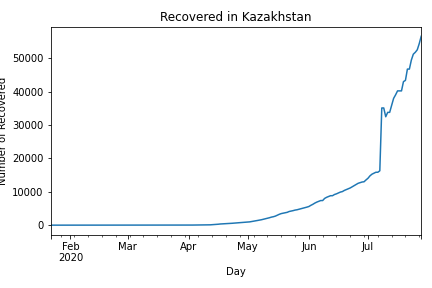 Recovered in Kazakhstan
Number of Recovered
50000
40000
30000
20000
10000
0
Feb Mar Apr May Jun Jul
2020
Day